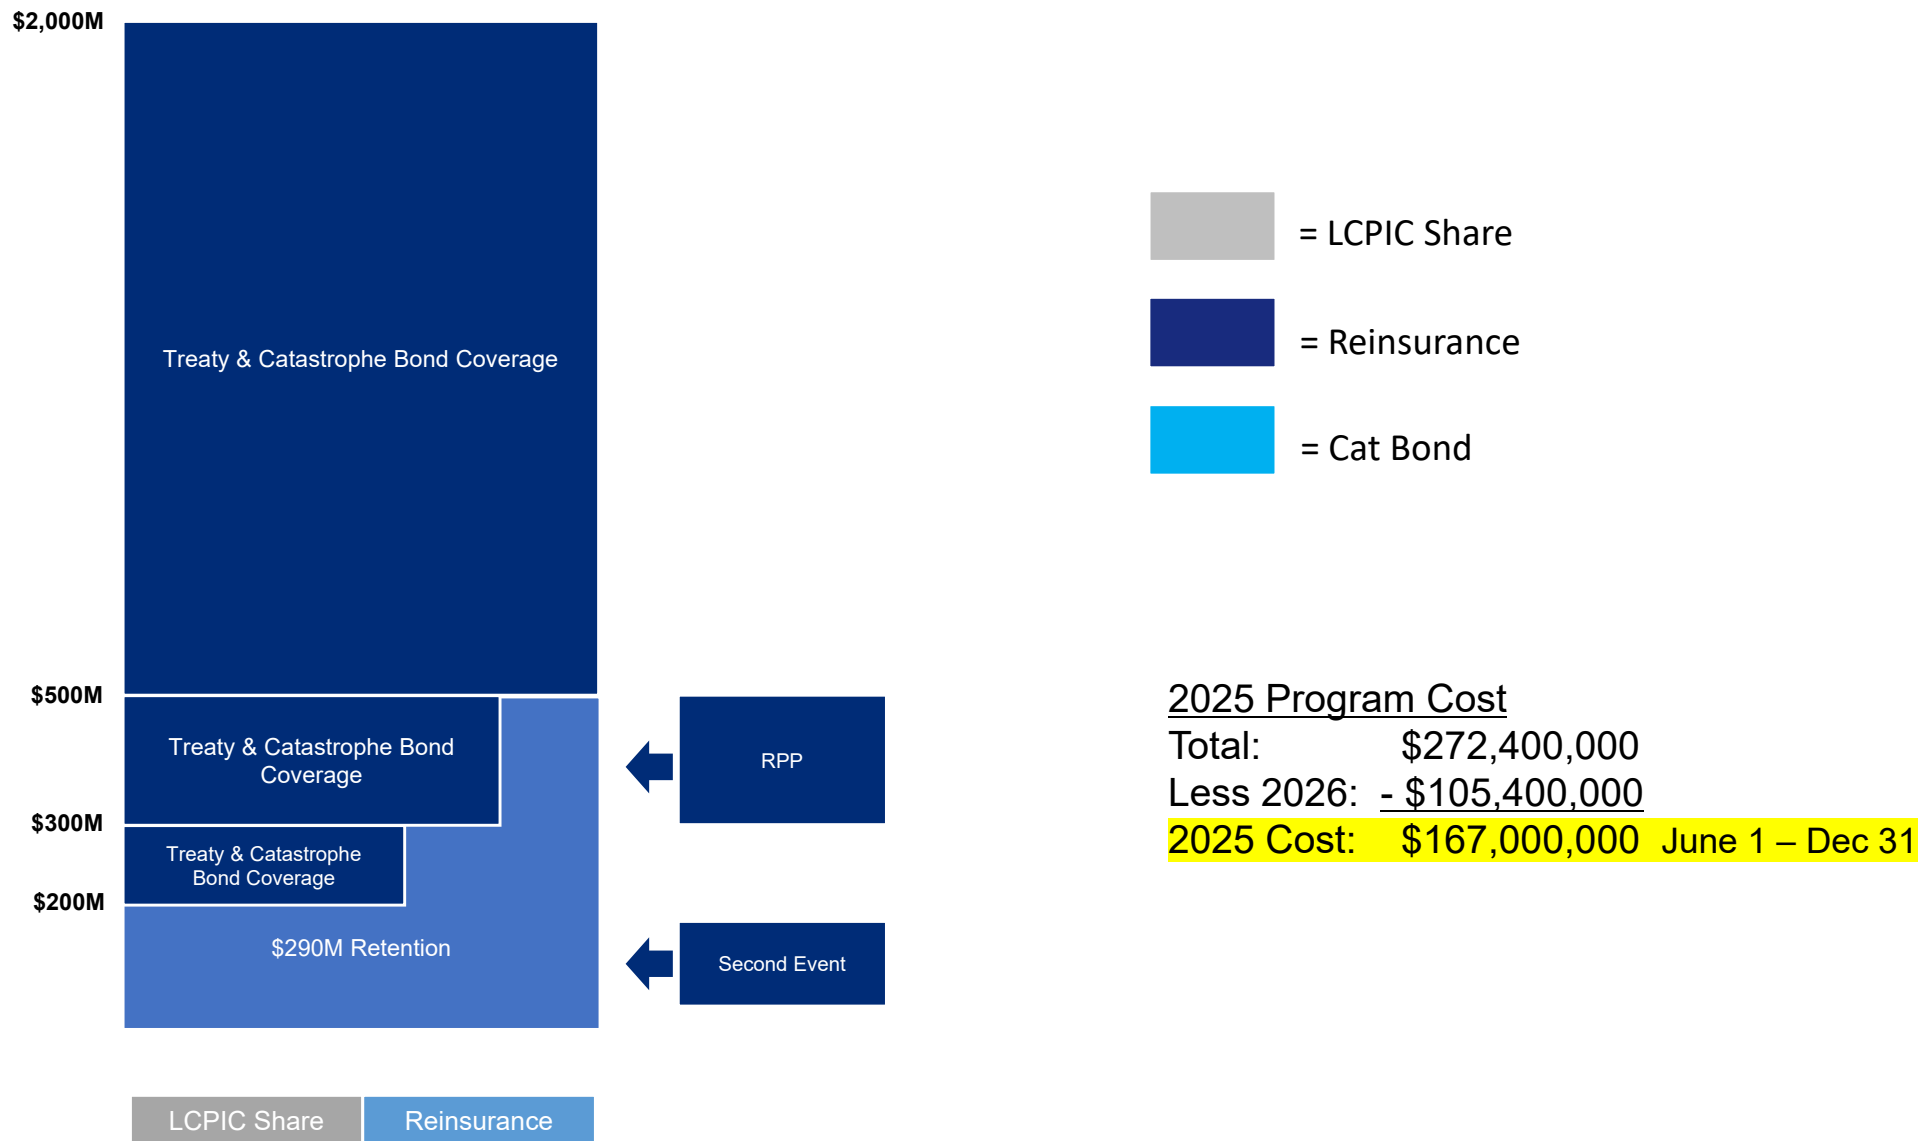 $2,000M
Treaty & Catastrophe Bond Coverage
$500M
Treaty & Catastrophe Bond
Coverage
$300M
Treaty & Catastrophe
Bond Coverage
$200M
$290M Retention
RPP
Second Event
LCPIC Share
Reinsurance
= LCPIC Share
= Reinsurance
= Cat Bond
2025 Program Cost
Total: $272,400,000
Less 2026: - $105,400,000
2025 Cost: $167,000,000 June 1 – Dec 31